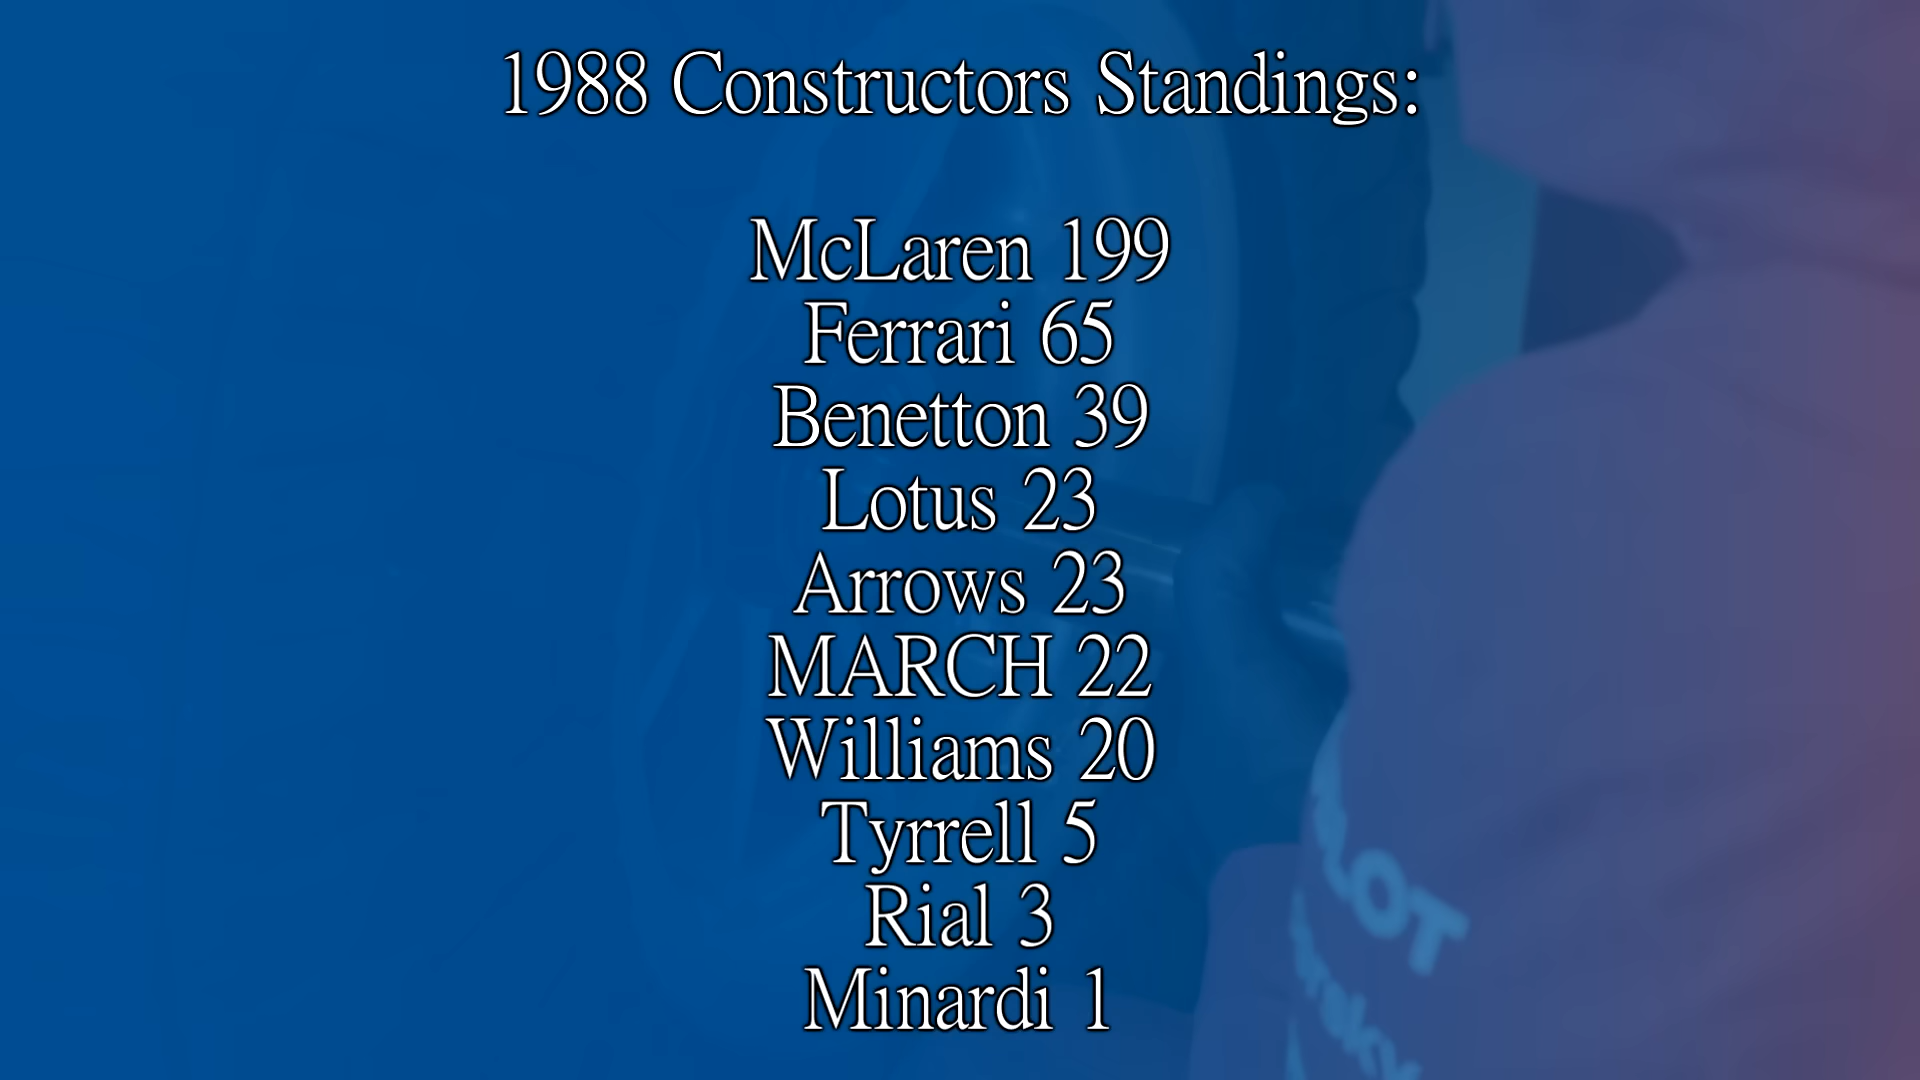 1988 Constructors Standings:
McLaren 199
Ferrari 65
Benetton 39
Lotus 23
Arrows 23
MARCH 22
Williams 20
Tyrrell 5
Rial 3
Minardi 1